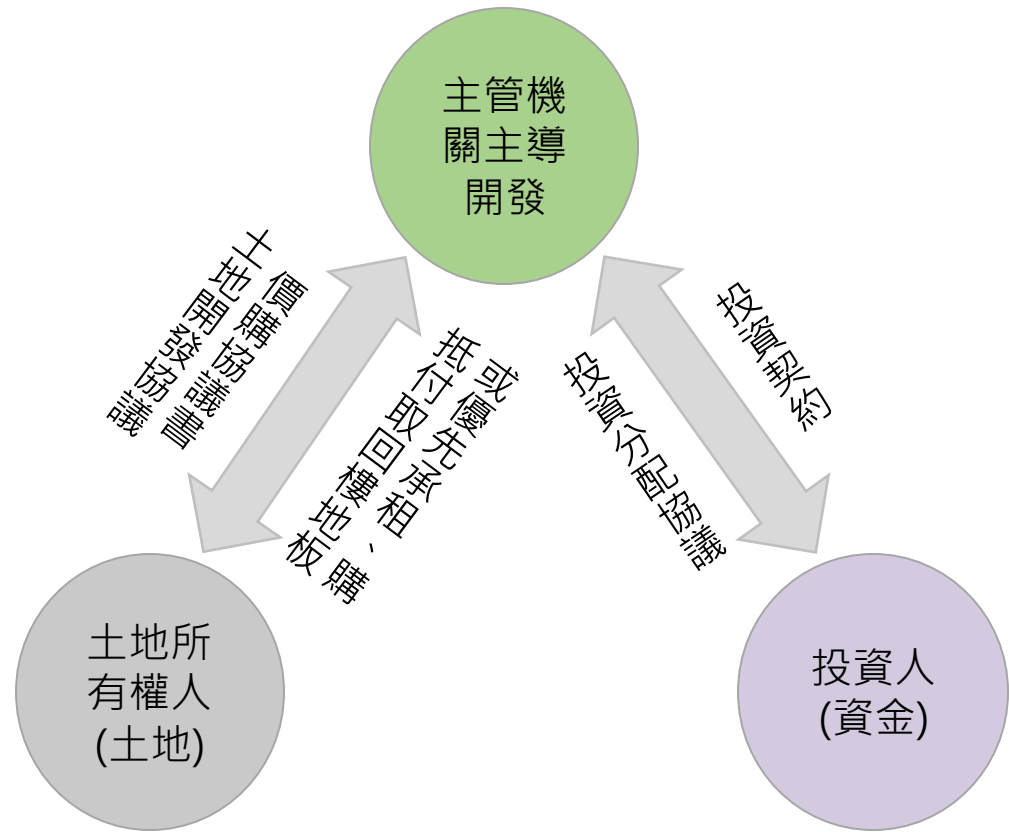 主管機
關主導
開發
價購協議書
土地開發協議
或優先承租、購
抵付取回樓地板
投資契約
投資分配協議
土地所
有權人
(土地)
投資人
(資金)